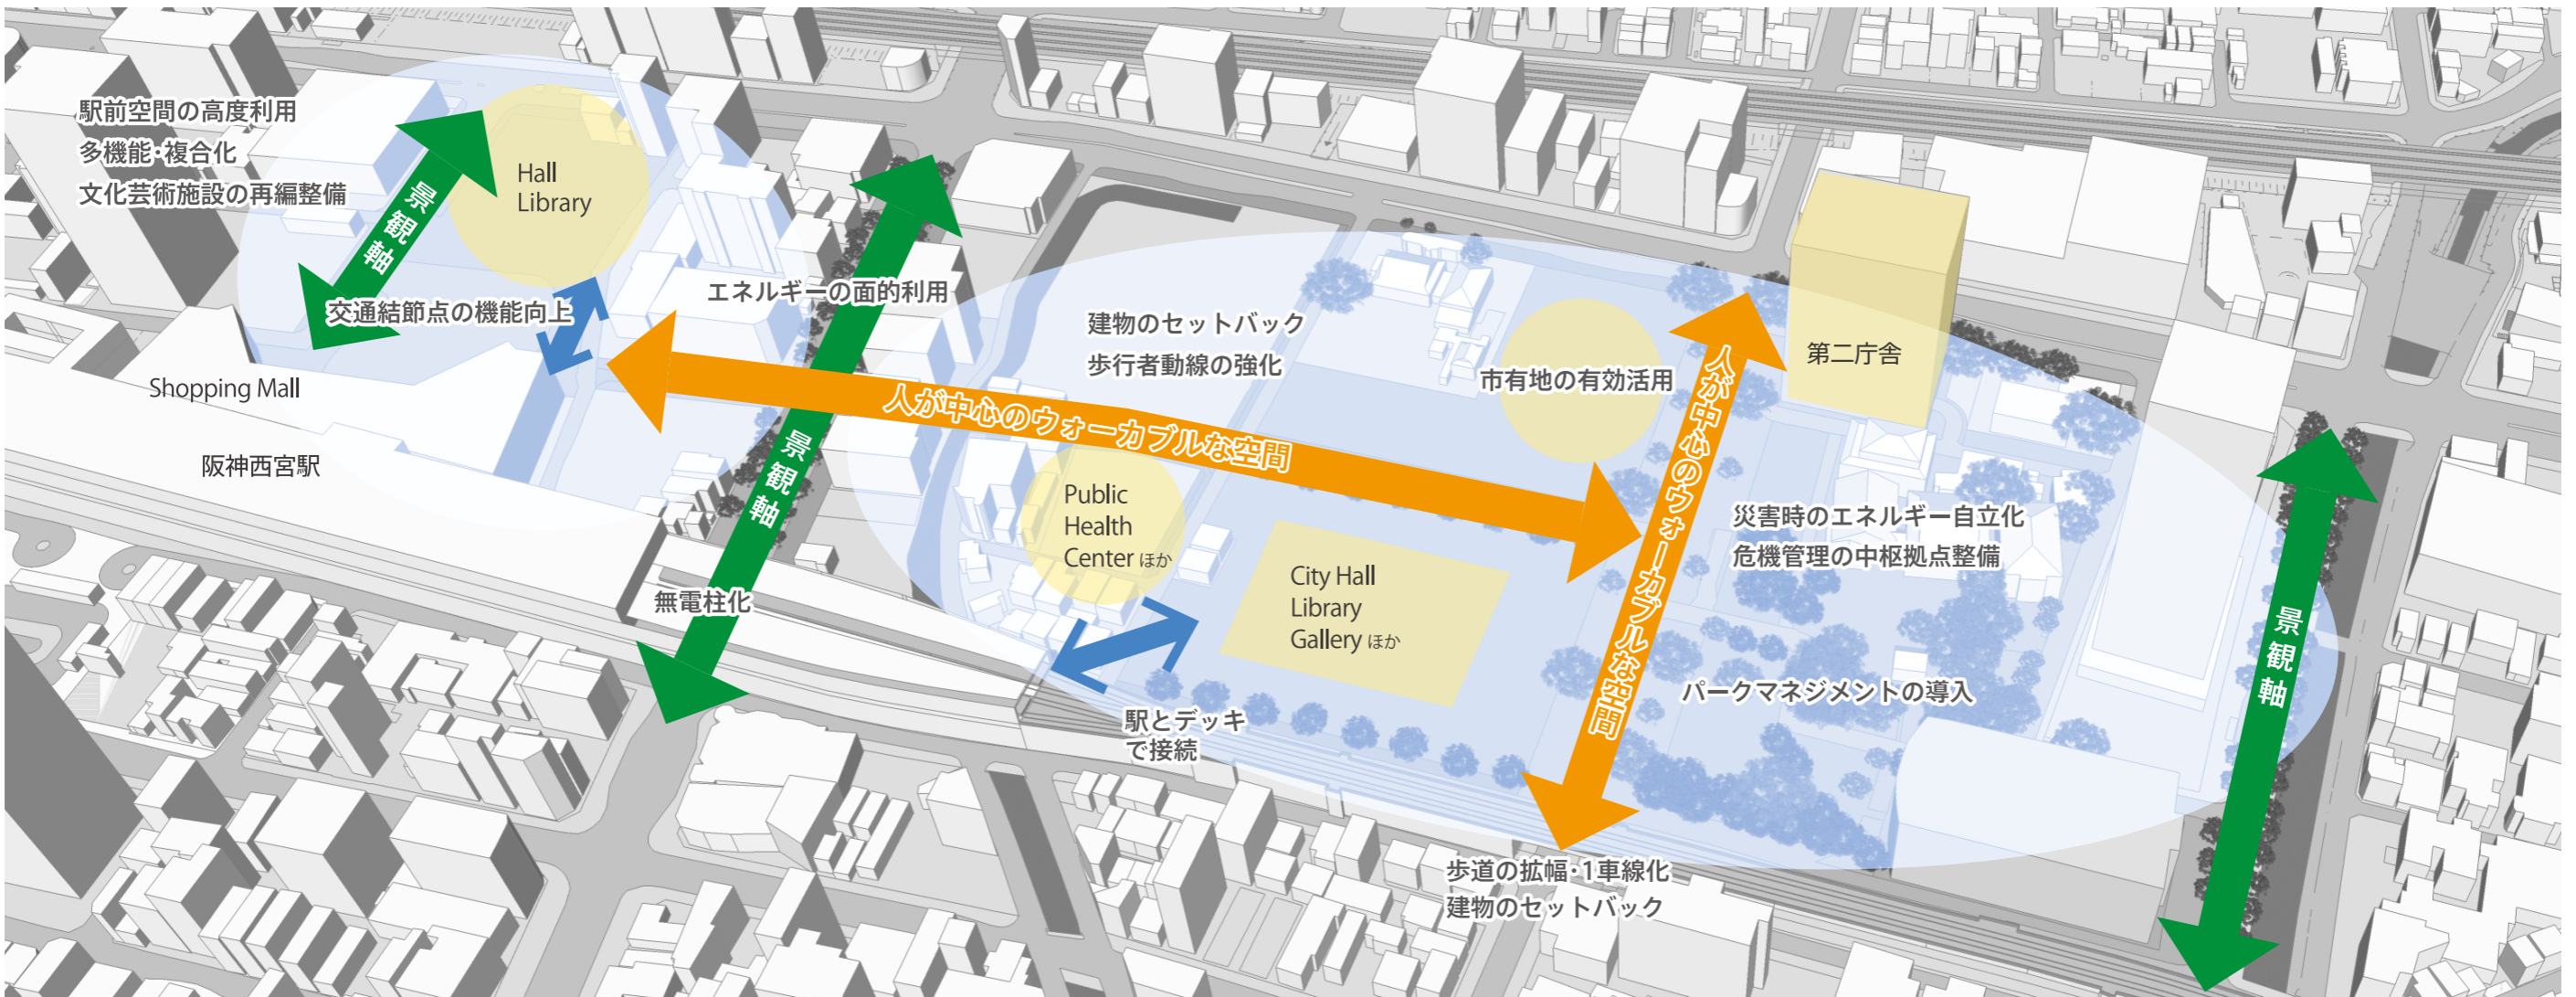 駅前空間の高度利用
多機能・複合化
文化芸術施設の再編整備
景観軸
Hall
Library
交通結節点の機能向上
エネルギーの面的利用
Shopping Mall
阪神西宮駅
景観軸
無電柱化
建物のセットバック
歩行者動線の強化
人が中心のウォーカブルな空間
市有地の有効活用
人が中心のウォーカブルな空間
第二庁舎
Public
Health
Center ほか
City Hall
Library
Gallery ほか
災害時のエネルギー自立化
危機管理の中枢拠点整備
景観軸
パークマネジメントの導入
駅とデッキ
で接続
歩道の拡幅・1車線化
建物のセットバック